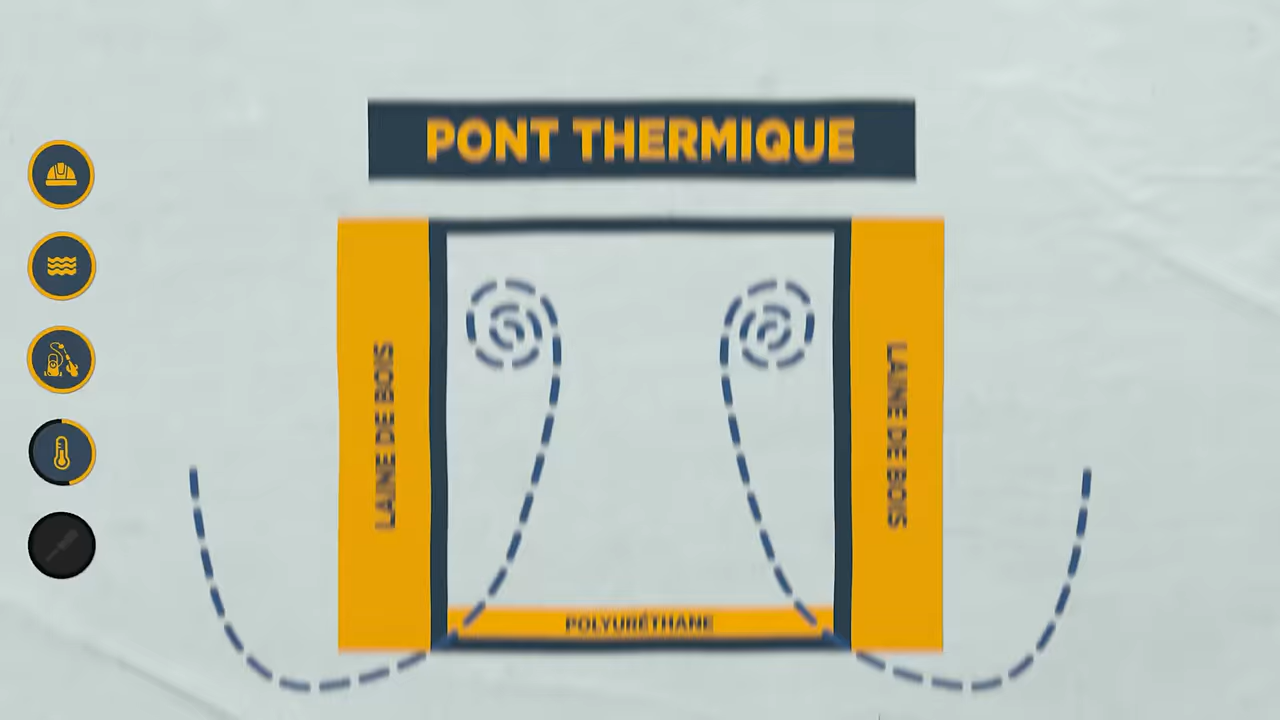 PONT THERMIQUE
LAINE DE BOIS
LAINE DE BOIS
POLYURÉTHANE